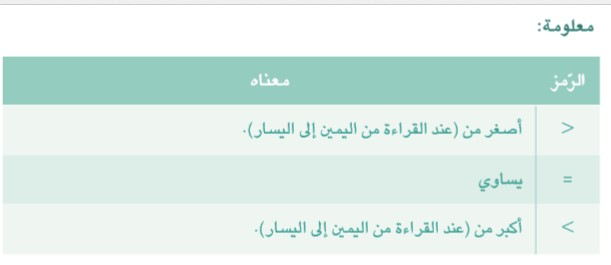 معلومة:
الرّمز معناه
> أصغر من (عند القراءة من اليمين إلى اليسار).
= يساوي
< أكبر من (عند القراءة من اليمين إلى اليسار).